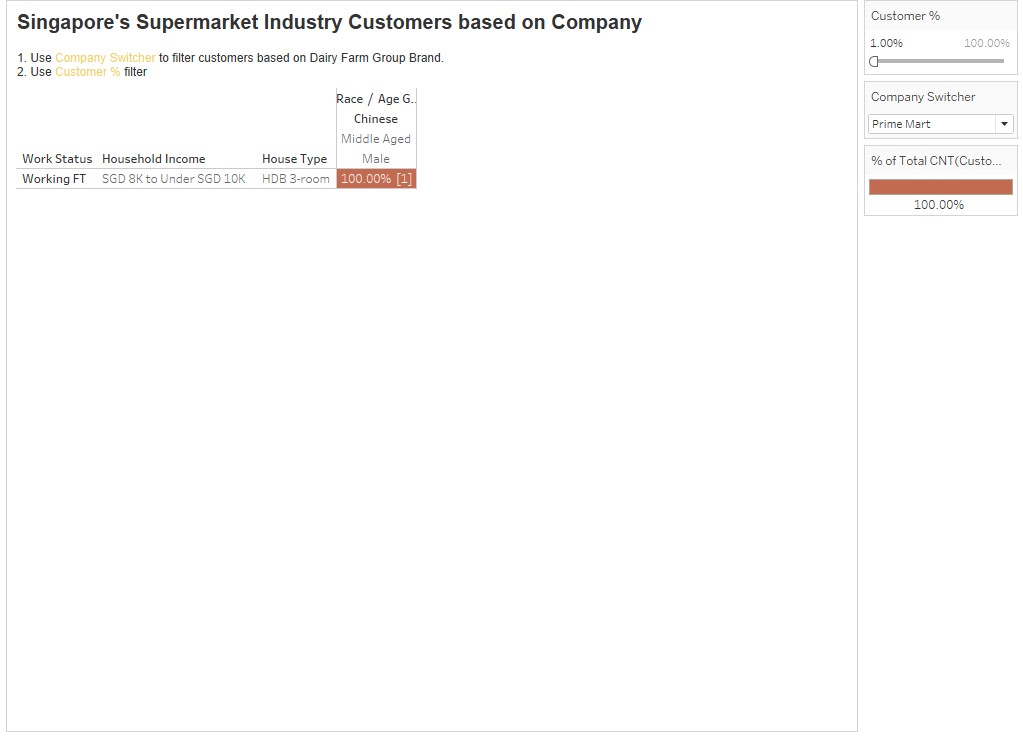 Singapore's Supermarket Industry Customers based on Company
1. Use Company Switcher to filter customers based on Dairy Farm Group Brand.
2. Use Customer % filter
Race / Age G..
Chinese
Middle Aged
Work Status Household Income House Type Male
Working FT SGD 8K to Under SGD 10K HDB 3-room 100.00% [1]
Customer %
1.00% 100.00%
Company Switcher
Prime Mart
% of Total CNT(Custo...
100.00%